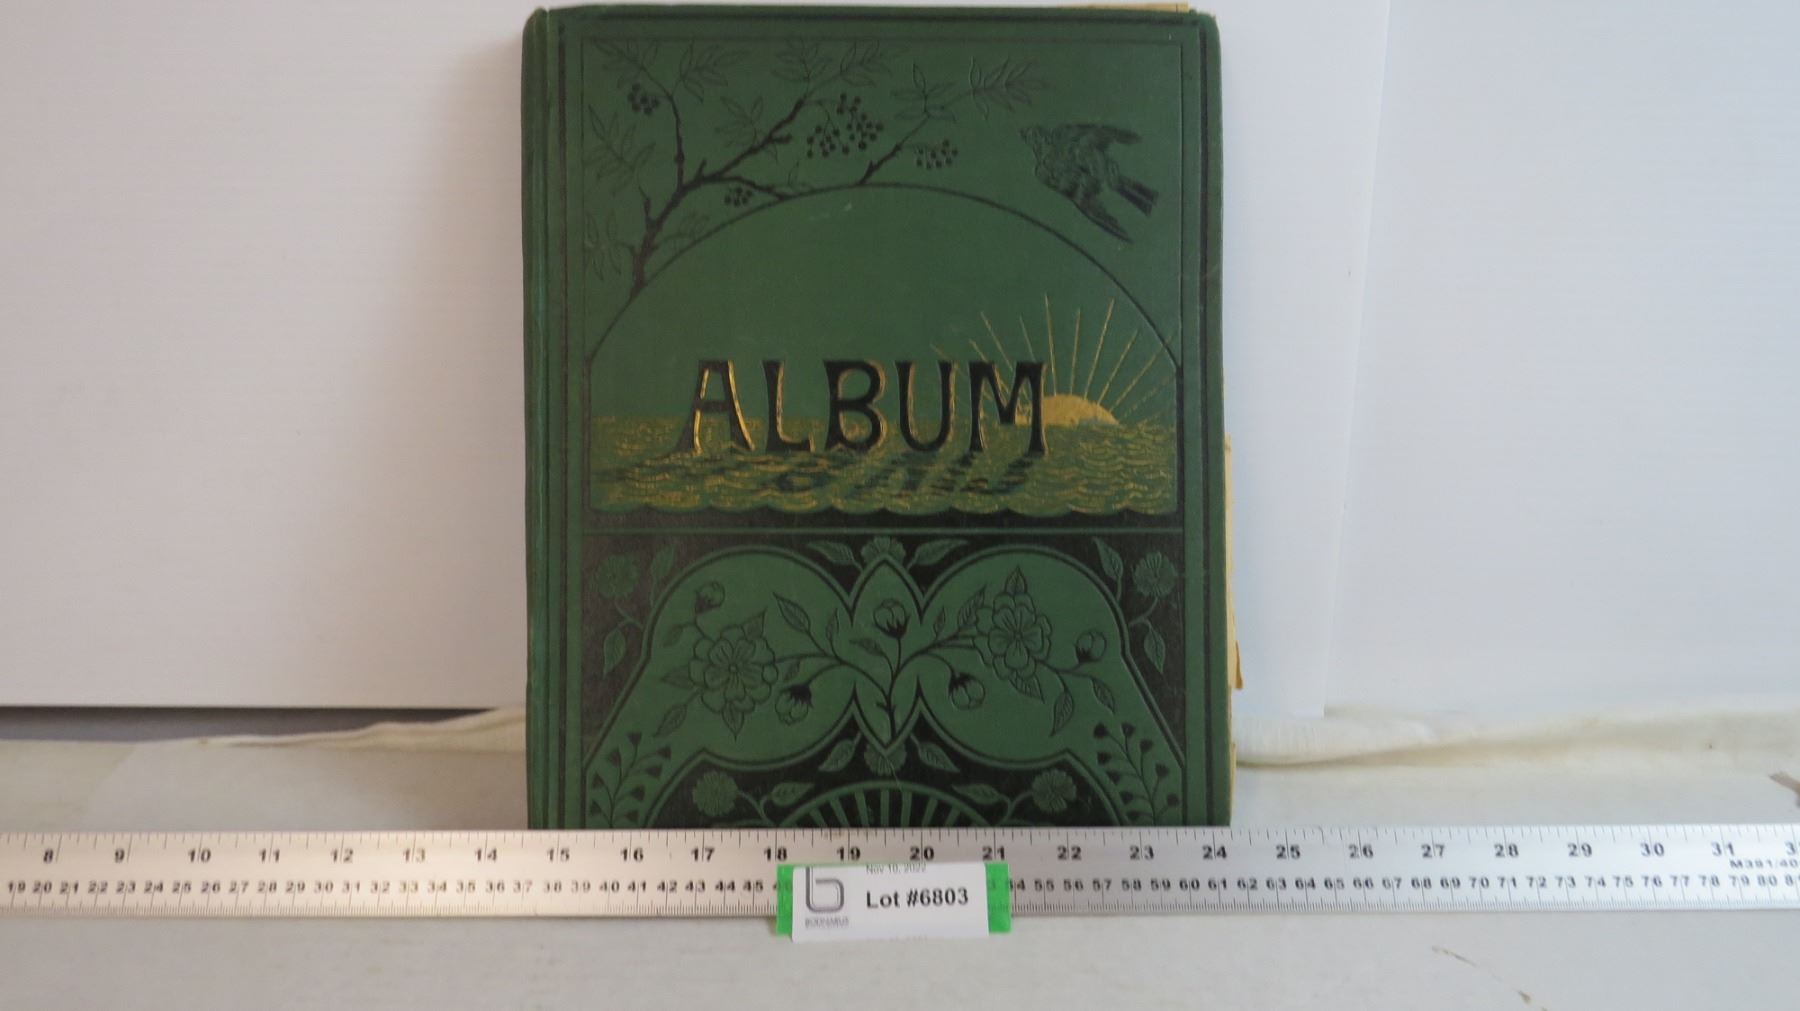 ALBUM
8 9 10 11 12 13 14 15 16 17 18 19 20 21 22 23 24 25 26 27 28 29 30 31
19 20 21 22 23 24 25 26 27 28 29 30 31 32 33 34 35 36 37 38 39 40 41 42 43 44 45 54 55 56 57 58 59 60 61 62 63 64 65 66 67 68 69 70 71 72 73 74 75 76 77 78 79 80
Nov 10, 2022
Lot #6803
BODNARUS